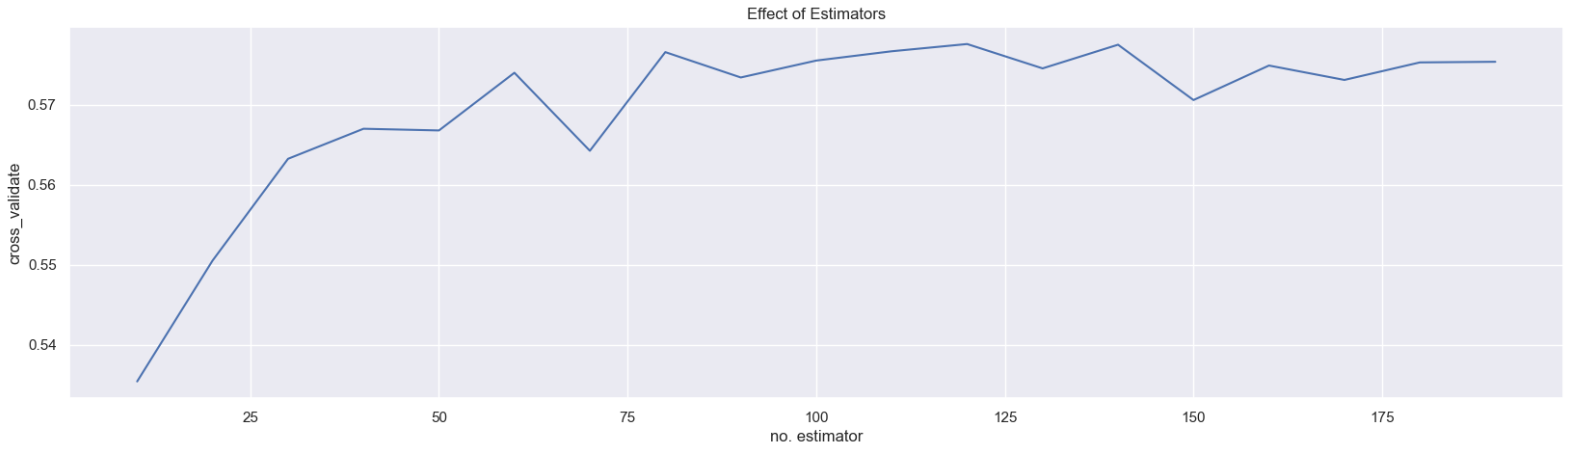 Effect of Estimators
0.57
0.56
0.55
0.54
cross_validate
25 50 75 100 125 150 175
no. estimator